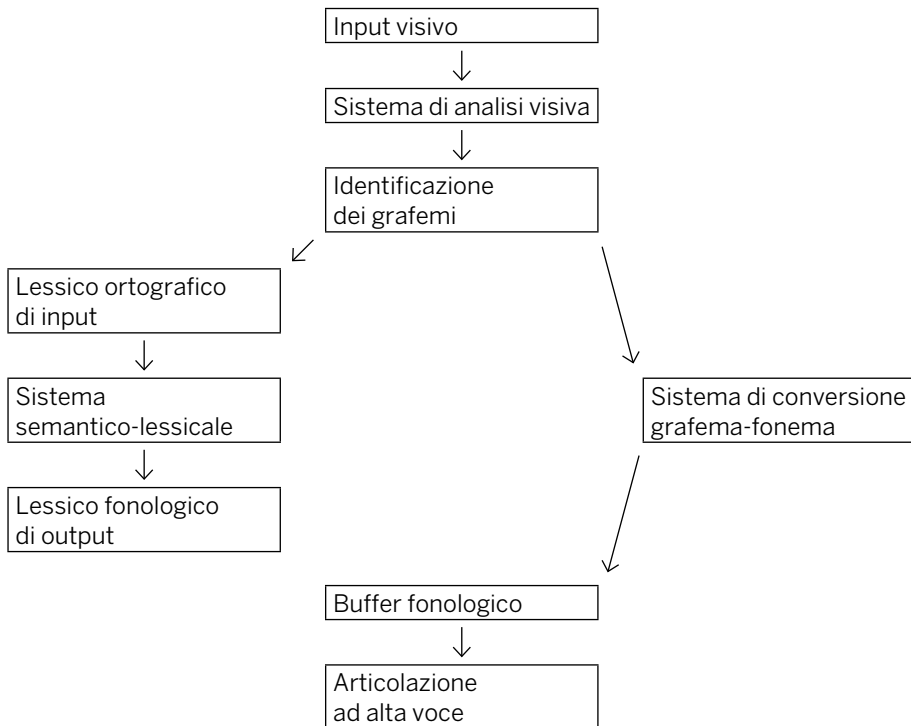 Input visivo
Sistema di analisi visiva
Identificazione
dei grafemi
Lessico ortografico
di input
Sistema
semantico-lessicale
Sistema di conversione
grafema-fonema
Lessico fonologico
di output
Buffer fonologico
Articolazione
ad alta voce